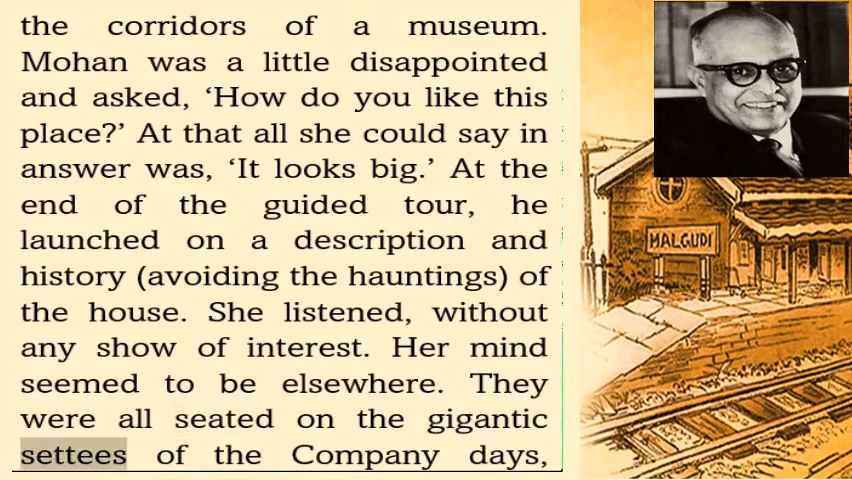 the corridors of a museum.
Mohan was a little disappointed
and asked, ‘How do you like this
place?’ At that all she could say in
answer was, ‘It looks big.’ At the
end of the guided tour, he
launched on a description and
history (avoiding the hauntings) of
the house. She listened, without
any show of interest. Her mind
seemed to be elsewhere. They
were all seated on the gigantic
settees of the Company days,
MALGUDI